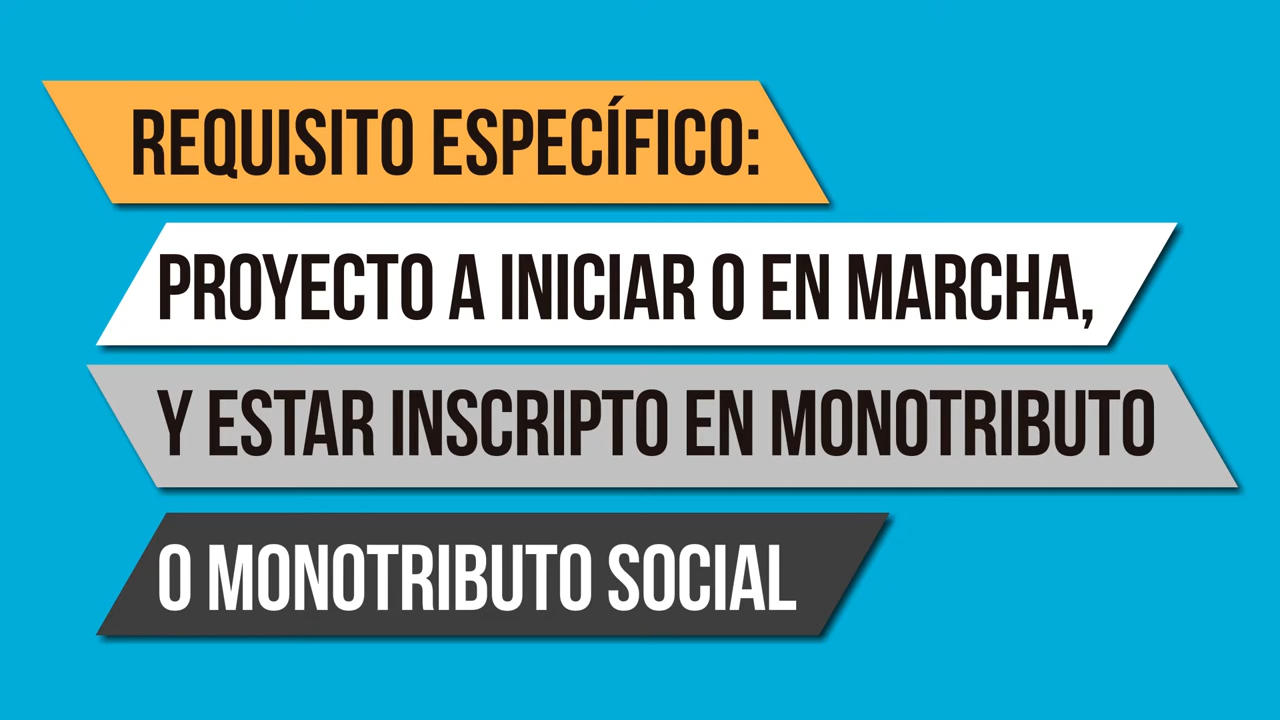 REQUISITO ESPECÍFICO:
PROYECTO A INICIAR O EN MARCHA,
Y ESTAR INSCRIPTO EN MONOTRIBUTO
O MONOTRIBUTO SOCIAL